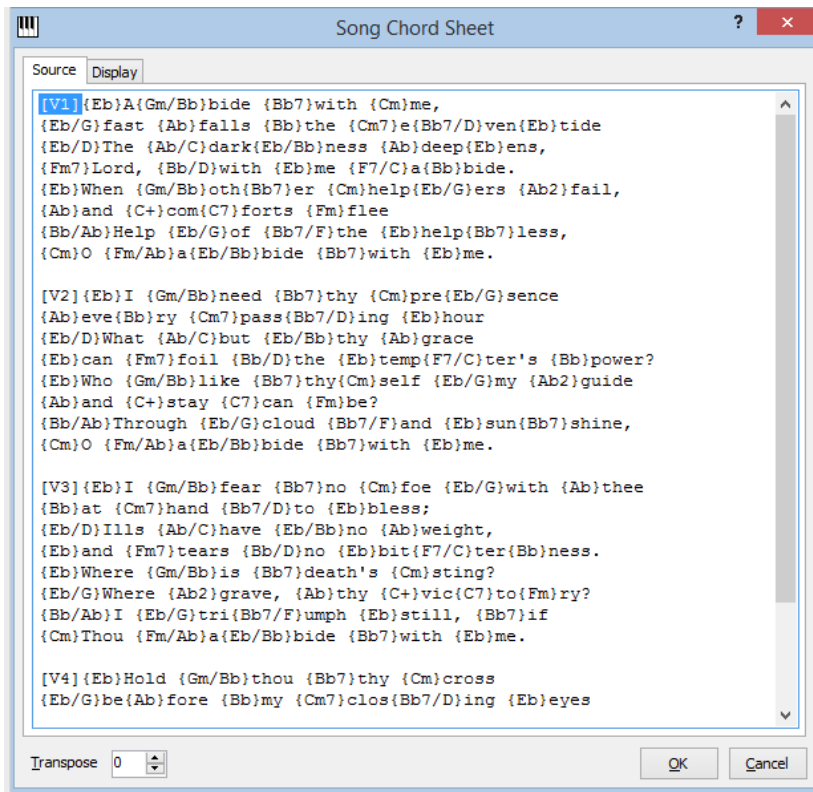 Song Chord Sheet ? ×
Source Display
[V1]{Eb}A{Gm/Bb}bide {Bb7}with {Cm}me,
{Eb/G}fast {Ab}falls {Bb}the {Cm7}e{Bb7/D}ven{Eb}tide
{Eb/D}The {Ab/C}dark{Eb/Bb}ness {Ab}deep{Eb}ens,
{Fm7}Lord, {Bb/D}with {Eb}me {F7/C}a{Bb}bide.
{Eb}When {Gm/Bb}oth{Bb7}er {Cm}help{Eb/G}ers {Ab2}fail,
{Ab}and {C+}com{C7}forts {Fm}flee
{Bb/Ab}Help {Eb/G}of {Bb7/F}the {Eb}help{Bb7}less,
{Cm}O {Fm/Ab}a{Eb/Bb}bide {Bb7}with {Eb}me.
[V2]{Eb}I {Gm/Bb}need {Bb7}thy {Cm}pre{Eb/G}sence
{Ab}eve{Bb}ry {Cm7}pass{Bb7/D}ing {Eb}hour
{Eb/D}What {Ab/C}but {Eb/Bb}thy {Ab}grace
{Eb}can {Fm7}foil {Bb/D}the {Eb}temp{F7/C}ter's {Bb}power?
{Eb}Who {Gm/Bb}like {Bb7}thy{Cm}self {Eb/G}my {Ab2}guide
{Ab}and {C+}stay {C7}can {Fm}be?
{Bb/Ab}Through {Eb/G}cloud {Bb7/F}and {Eb}sun{Bb7}shine,
{Cm}O {Fm/Ab}a{Eb/Bb}bide {Bb7}with {Eb}me.
[V3]{Eb}I {Gm/Bb}fear {Bb7}no {Cm}foe {Eb/G}with {Ab}thee
{Bb}at {Cm7}hand {Bb7/D}to {Eb}bless;
{Eb/D}Ills {Ab/C}have {Eb/Bb}no {Ab}weight,
{Eb}and {Fm7}tears {Bb/D}no {Eb}bit{F7/C}ter{Bb}ness.
{Eb}Where {Gm/Bb}is {Bb7}death's {Cm}sting?
{Eb/G}Where {Ab2}grave, {Ab}thy {C+}vic{C7}to{Fm}ry?
{Bb/Ab}I {Eb/G}tri{Bb7/F}umph {Eb}still, {Bb7}if
{Cm}Thou {Fm/Ab}a{Eb/Bb}bide {Bb7}with {Eb}me.
[V4]{Eb}Hold {Gm/Bb}thou {Bb7}thy {Cm}cross
{Eb/G}be{Ab}fore {Bb}my {Cm7}clos{Bb7/D}ing {Eb}eyes
Transpose 0 OK Cancel